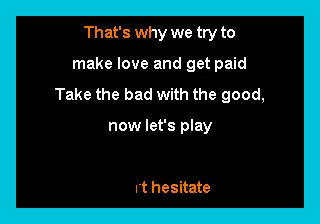 That's why we try to
make love and get paid
Take the bad with the good,
now let's play
hesitate